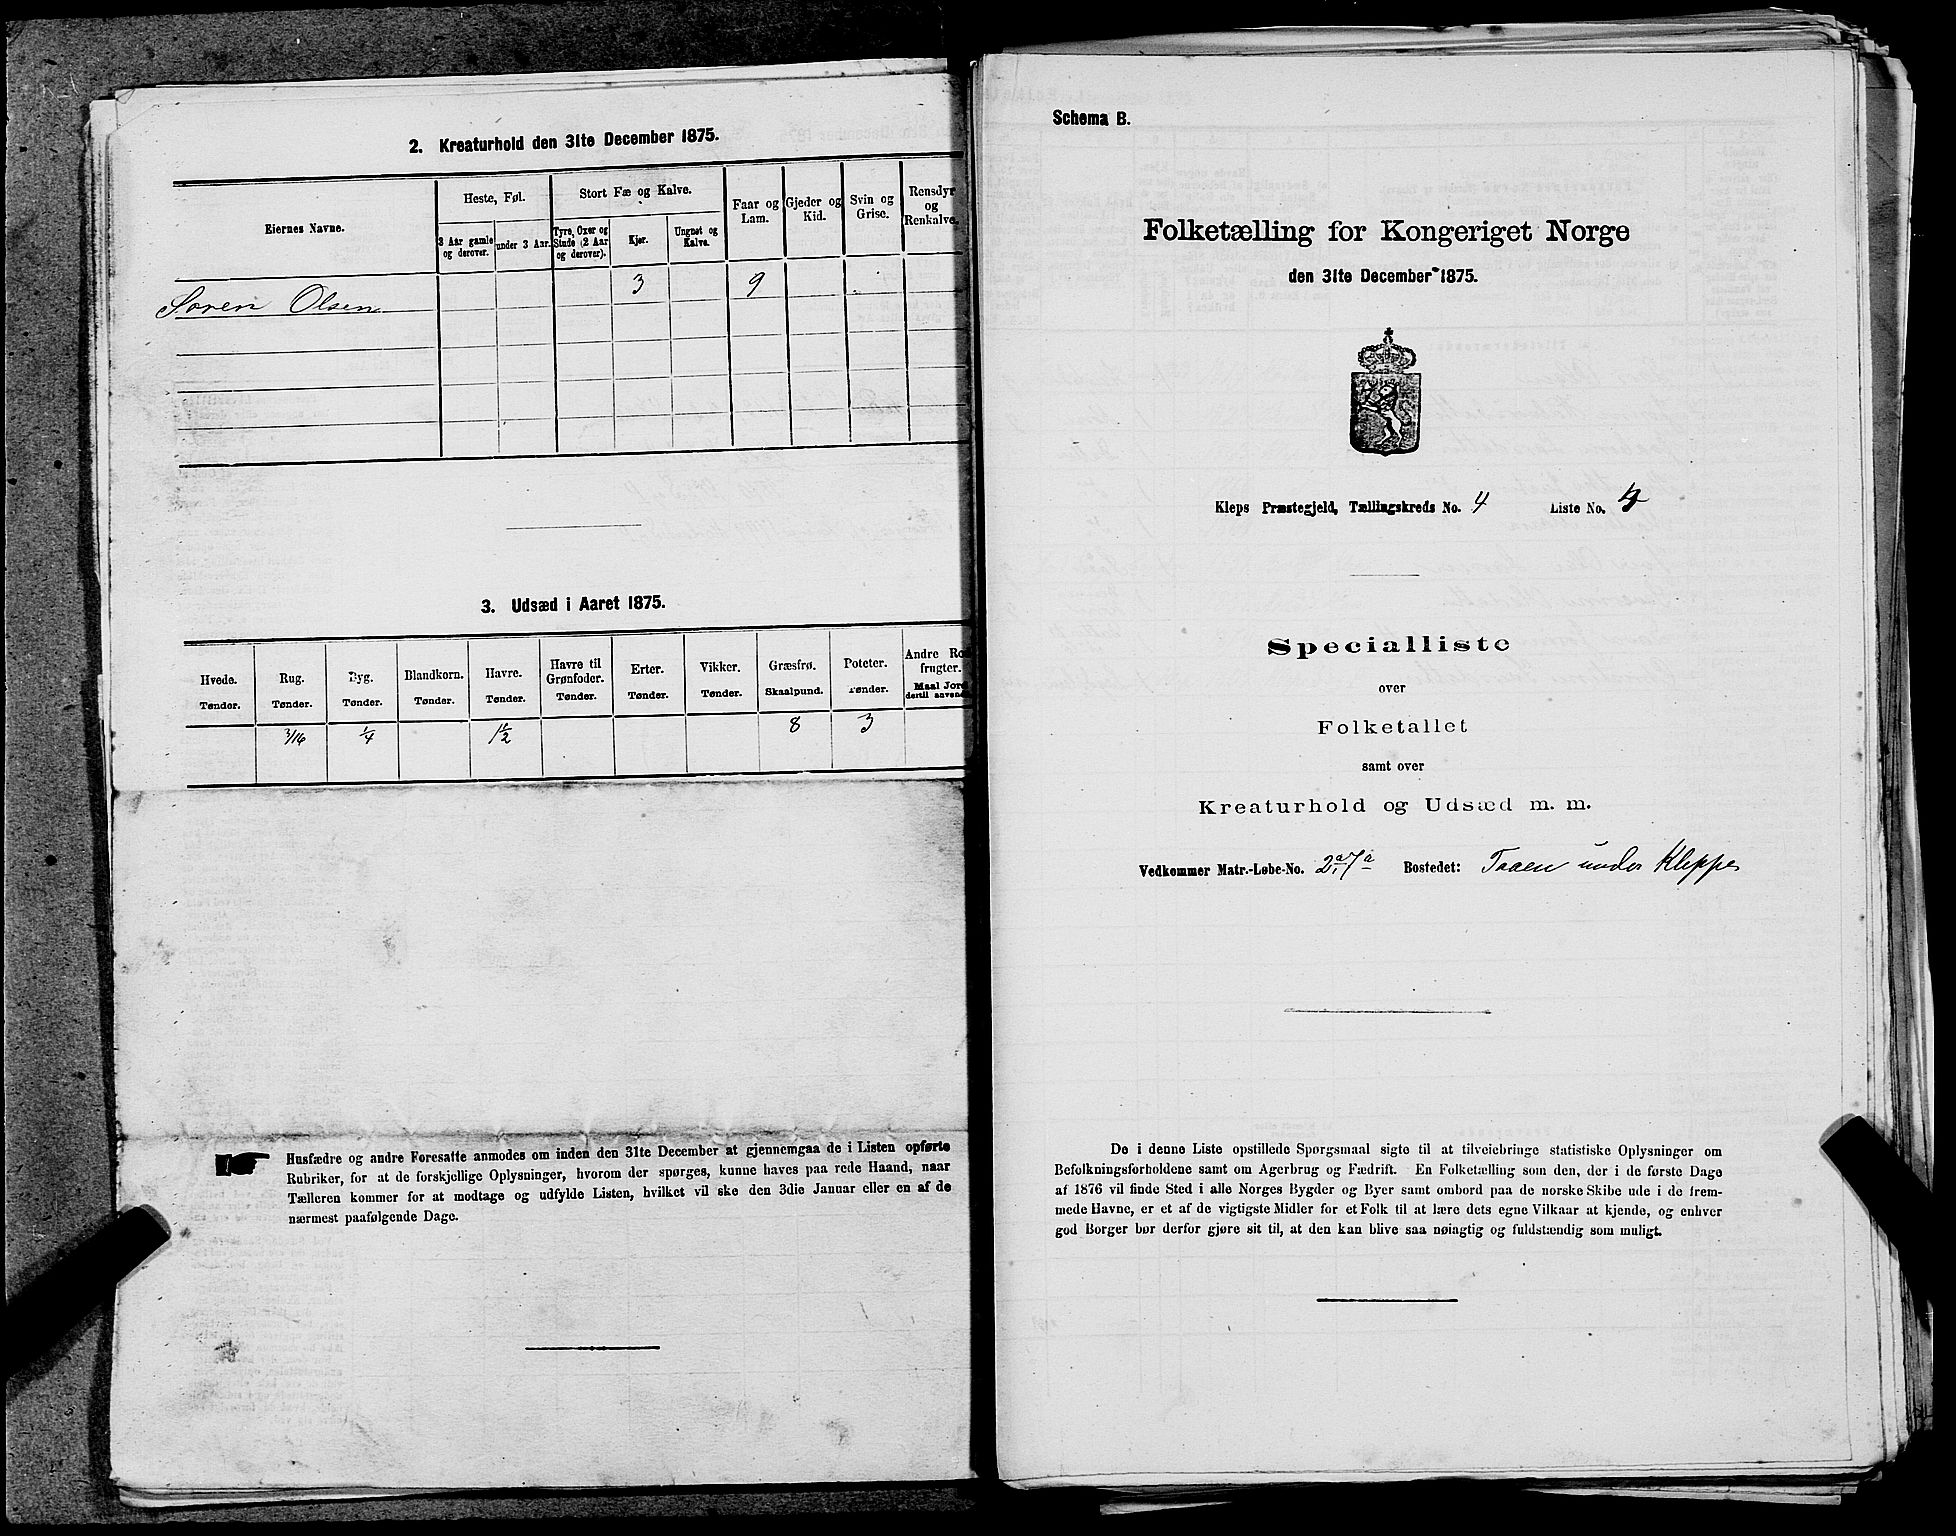 2. Kreaturhold den 31te December 1875.
Eiernes Navne.
Heste, Føl.
Stort Fæ og Kalve.
Faar og Lam.
Gjeder og Kid.
Svin og Grise.
Rensdyr og Renkalve.
3 Aar gamle og derover.
under 3 Aar.
Tyre, Oxer og Stude (2 Aar og derover).
Kjør.
Ungnøt og Kalve.
Søren Olsen 3 9
3. Udsæd i Aaret 1875.
Hvede. Rug. Byg. Blandkorn. Havre. Havre til Grønfoder. Erter. Vikker. Græsfrø. Poteter. Andre Rodfrugter.
Tønder. Tønder. Tønder. Tønder. Tønder. Tønder. Tønder. Tønder. Skaalpund. Tønder. Maal Jord dertil anvendt
3/16 1/4 1 1/2 8 3
Husfædre og andre Foresatte anmodes om inden den 31te December at gjennemgaa de i Listen opførte
Rubriker, for at de forskjellige Oplysninger, hvorom der spørges, kunne haves paa rede Haand, naar
Tælleren kommer for at modtage og udfylde Listen, hvilket vil ske den 3die Januar eller en af de
nærmest paafølgende Dage.
Schema B.
Folketælling for Kongeriget Norge
den 31te December 1875.
Kleps Præstegjeld, Tællingskreds No. 4 Liste No. 4
Specialliste
over
Folketallet
samt over
Kreaturhold og Udsæd m. m.
Vedkommer Matr.-Løbe-No. 2a, 7a Bostedet: Taaen under Kleppe
De i denne Liste opstillede Spørgsmaal sigte til at tilveiebringe statistiske Oplysninger om
Befolkningsforholdene samt om Agerbrug og Fædrift. En Folketælling som den, der i de første Dage
af 1876 vil finde Sted i alle Norges Bygder og Byer samt ombord paa de norske Skibe ude i de frem-
mede Havne, er et af de vigtigste Midler for et Folk til at lære dets egne Vilkaar at kjende, og enhver
god Borger bør derfor gjøre sit til, at den kan blive saa nøiagtig og fuldstændig som muligt.